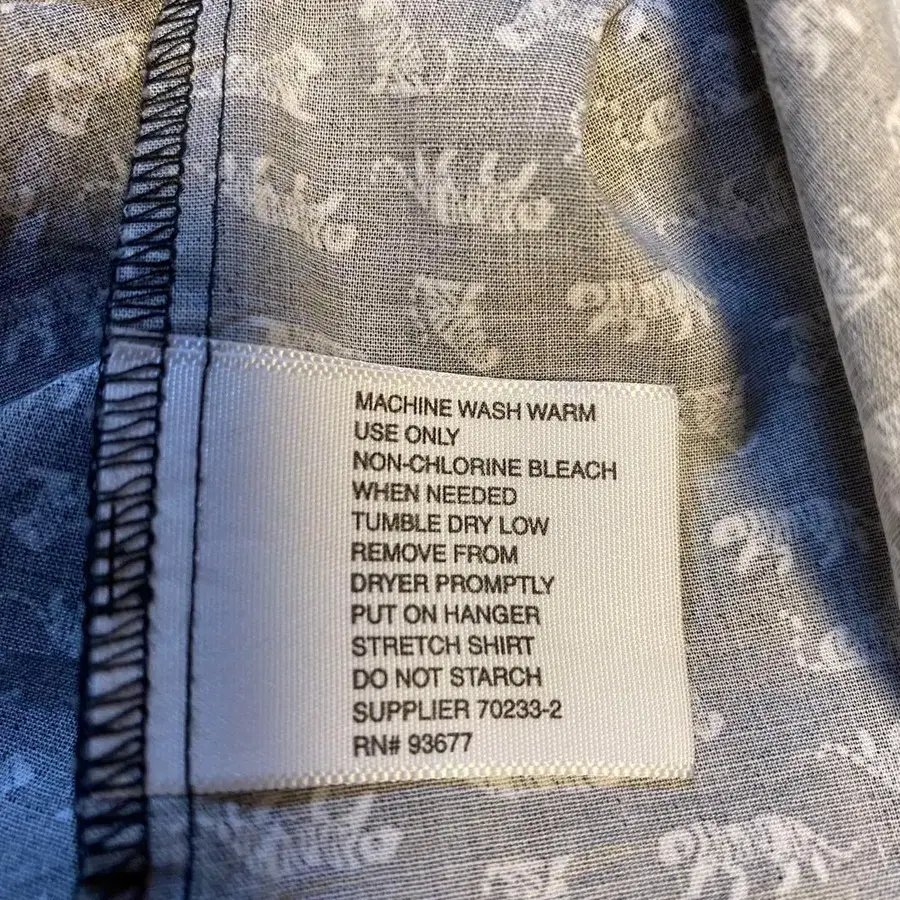 MACHINE WASH WARM
USE ONLY
NON-CHLORINE BLEACH
WHEN NEEDED
TUMBLE DRY LOW
REMOVE FROM
DRYER PROMPTLY
PUT ON HANGER
STRETCH SHIRT
DO NOT STARCH
SUPPLIER 70233-2
RN# 93677